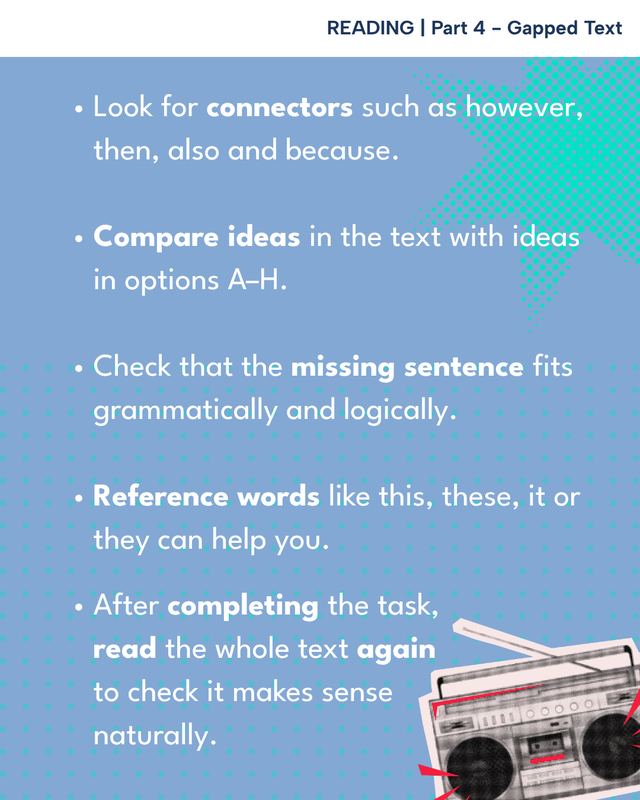 READING | Part 4 – Gapped Text
• Look for connectors such as however,
then, also and because.
• Compare ideas in the text with ideas
in options A–H.
• Check that the missing sentence fits
grammatically and logically.
• Reference words like this, these, it or
they can help you.
• After completing the task,
read the whole text again
to check it makes sense
naturally.